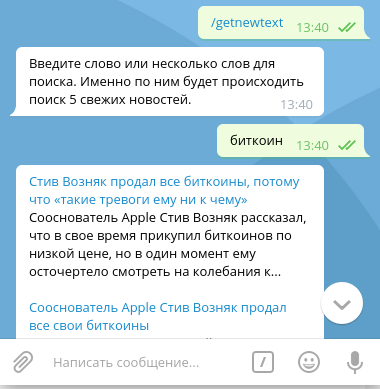 /getnewtext
13:40
Введите слово или несколько слов для
поиска. Именно по ним будет происходить
поиск 5 свежих новостей.
13:40
биткоин
13:40
Стив Возняк продал все биткоины, потому
что «такие тревоги ему ни к чему»
Сооснователь Apple Стив Возняк рассказал,
что в свое время прикупил биткоинов по
низкой цене, но в один момент ему
осточертело смотреть на колебания к...
Сооснователь Apple Стив Возняк продал
все свои биткоины
Написать сообщение...